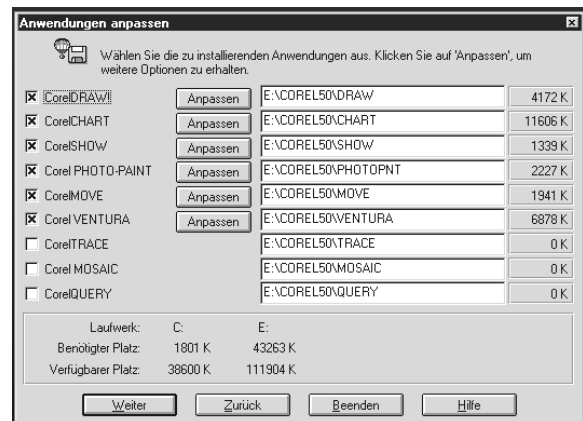 Anwendungen anpassen
Wählen Sie die zu installierenden Anwendungen aus. Klicken Sie auf 'Anpassen', um
weitere Optionen zu erhalten.
CorelDRAW! Anpassen E:\COREL50\DRAW 4172 K
CorelCHART Anpassen E:\COREL50\CHART 11606 K
CorelSHOW Anpassen E:\COREL50\SHOW 1339 K
Corel PHOTO-PAINT Anpassen E:\COREL50\PHOTOPNT 2227 K
CorelMOVE Anpassen E:\COREL50\MOVE 1941 K
Corel VENTURA Anpassen E:\COREL50\VENTURA 6878 K
CorelTRACE E:\COREL50\TRACE 0 K
Corel MOSAIC E:\COREL50\MOSAIC 0 K
CorelQUERY E:\COREL50\QUERY 0 K
Laufwerk: C: E:
Benötigter Platz: 1801 K 43263 K
Verfügbarer Platz: 38600 K 111904 K
Weiter Zurück Beenden Hilfe